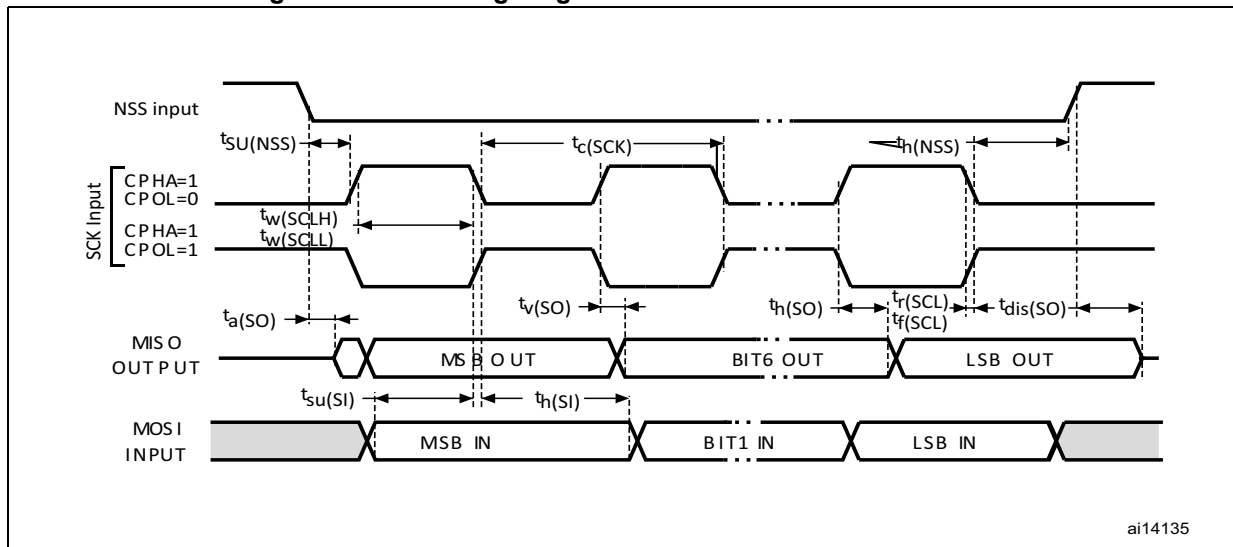 NSS input
tSU(NSS)
tc(SCK)
th(NSS)
SCK Input
CPHA=1
CPOL=0
tw(SCLH)
CPHA=1
tw(SCLL)
CPOL=1
ta(SO)
tv(SO)
th(SO)
tr(SCL)
tf(SCL)
tdis(SO)
MISO
OUTPUT
MSB OUT
BIT6 OUT
LSB OUT
tsu(SI)
th(SI)
MOSI
INPUT
MSB IN
BIT1 IN
LSB IN
ai14135